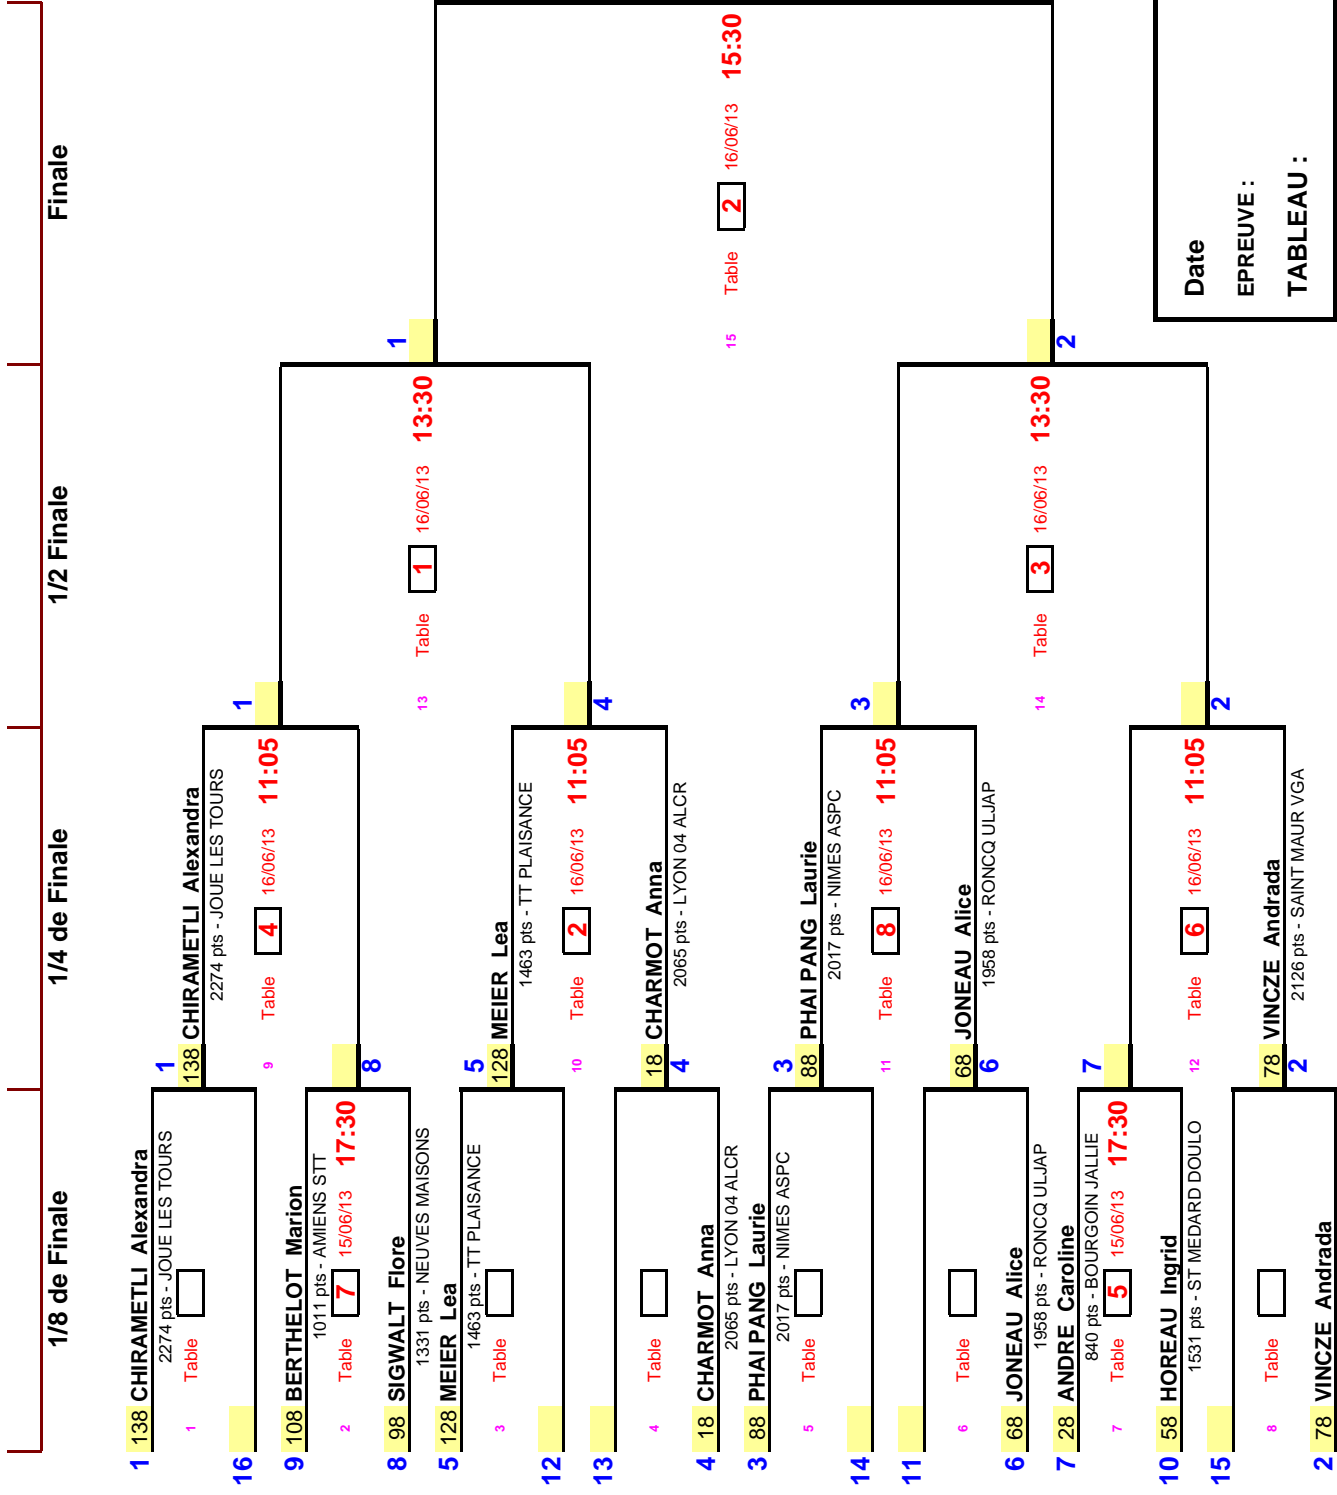 1/8 de Finale
1/4 de Finale
1/2 Finale
Finale
1 138 CHIRAMETLI Alexandra
2274 pts - JOUE LES TOURS
1 Table
16
9 108 BERTHELOT Marion
1011 pts - AMIENS STT
2 Table 7 15/06/13 17:30
8 98 SIGWALT Flore
1331 pts - NEUVES MAISONS
5 128 MEIER Lea
1463 pts - TT PLAISANCE
3 Table
12
13
4 Table
4 18 CHARMOT Anna
2065 pts - LYON 04 ALCR
3 88 PHAI PANG Laurie
2017 pts - NIMES ASPC
5 Table
14
11
6 Table
6 68 JONEAU Alice
1958 pts - RONCQ ULJAP
7 28 ANDRE Caroline
840 pts - BOURGOIN JALLIE
7 Table 5 15/06/13 17:30
10 58 HOREAU Ingrid
1531 pts - ST MEDARD DOULO
15
8 Table
2 78 VINCZE Andrada
1
138 CHIRAMETLI Alexandra
2274 pts - JOUE LES TOURS
9 Table 4 16/06/13 11:05
8
5
128 MEIER Lea
1463 pts - TT PLAISANCE
10 Table 2 16/06/13 11:05
18 CHARMOT Anna
4
2065 pts - LYON 04 ALCR
3
88 PHAI PANG Laurie
2017 pts - NIMES ASPC
11 Table 8 16/06/13 11:05
68 JONEAU Alice
6
1958 pts - RONCQ ULJAP
7
12 Table 6 16/06/13 11:05
78 VINCZE Andrada
2
2126 pts - SAINT MAUR VGA
1
13 Table 1 16/06/13 13:30
4
3
14 Table 3 16/06/13 13:30
2
1
15 Table 2 16/06/13 15:30
2
Date
EPREUVE :
TABLEAU :